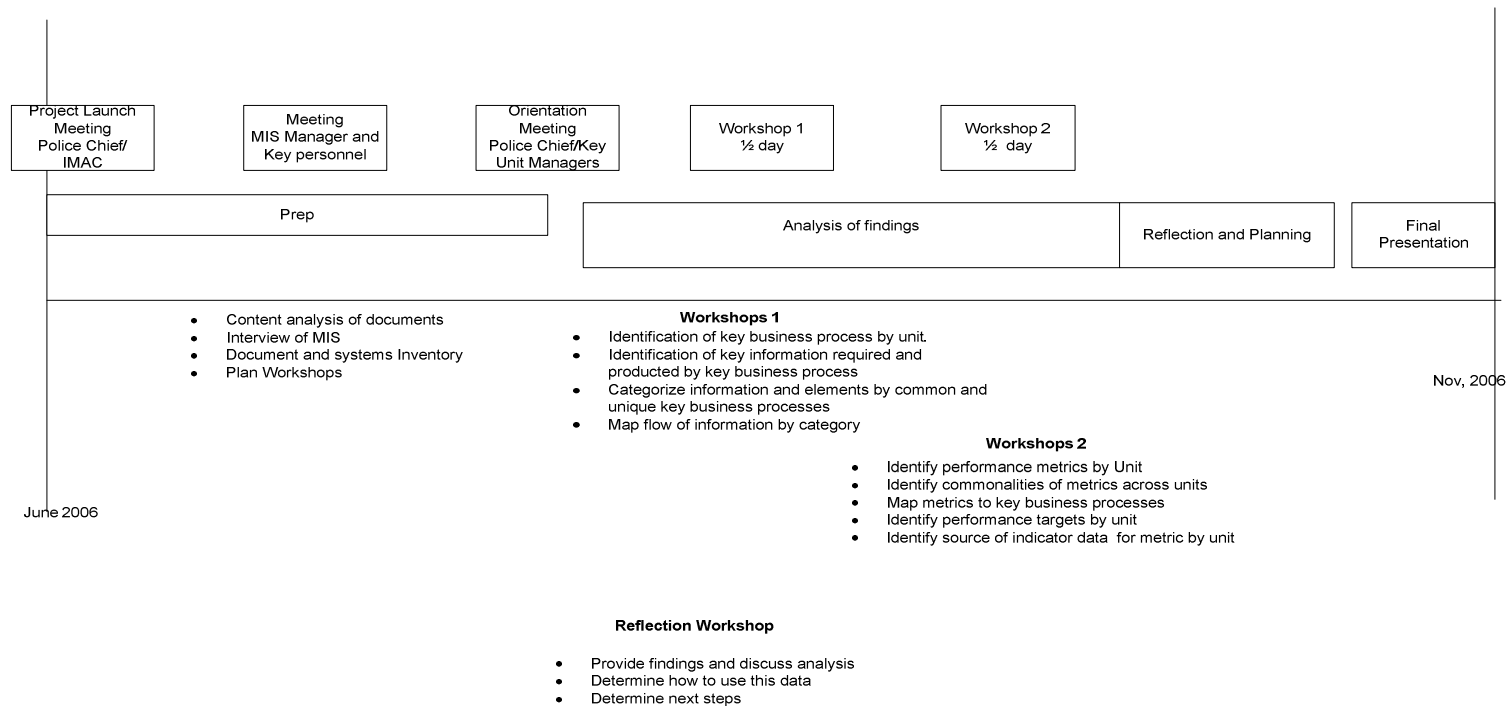 Project Launch
Meeting
Police Chief/
IMAC
Meeting
MIS Manager and
Key personnel
Orientation
Meeting
Police Chief/Key
Unit Managers
Workshop 1
½ day
Workshop 2
½ day
Prep
Analysis of findings
Reflection and Planning
Final
Presentation
• Content analysis of documents
• Interview of MIS
• Document and systems Inventory
• Plan Workshops
Workshops 1
• Identification of key business process by unit.
• Identification of key information required and
producted by key business process
• Categorize information and elements by common and
unique key business processes
• Map flow of information by category
Nov, 2006
Workshops 2
• Identify performance metrics by Unit
• Identify commonalities of metrics across units
• Map metrics to key business processes
• Identify performance targets by unit
• Identify source of indicator data for metric by unit
June 2006
Reflection Workshop
• Provide findings and discuss analysis
• Determine how to use this data
• Determine next steps